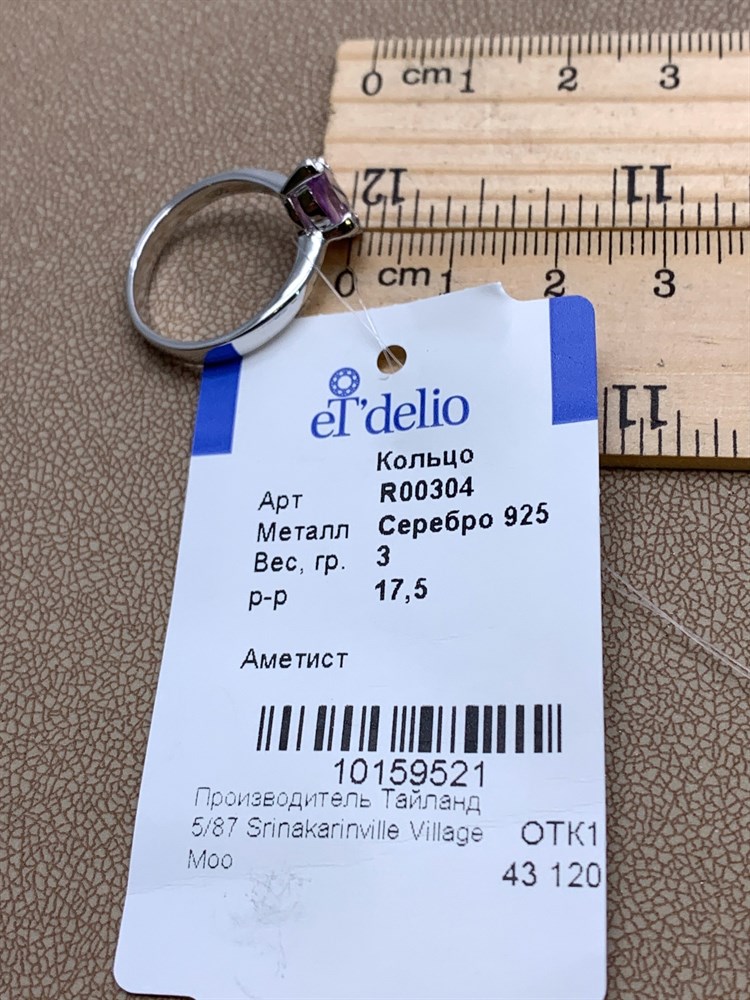 0 cm 1 2 3
12 11
0 cm 1 2 3
11
eT'delio
Кольцо
Арт R00304
Металл Серебро 925
Вес, гр. 3
р-р 17,5
Аметист
10159521
Производитель Тайланд
5/87 Srinakarinville Village ОТК1
Moo 43 120